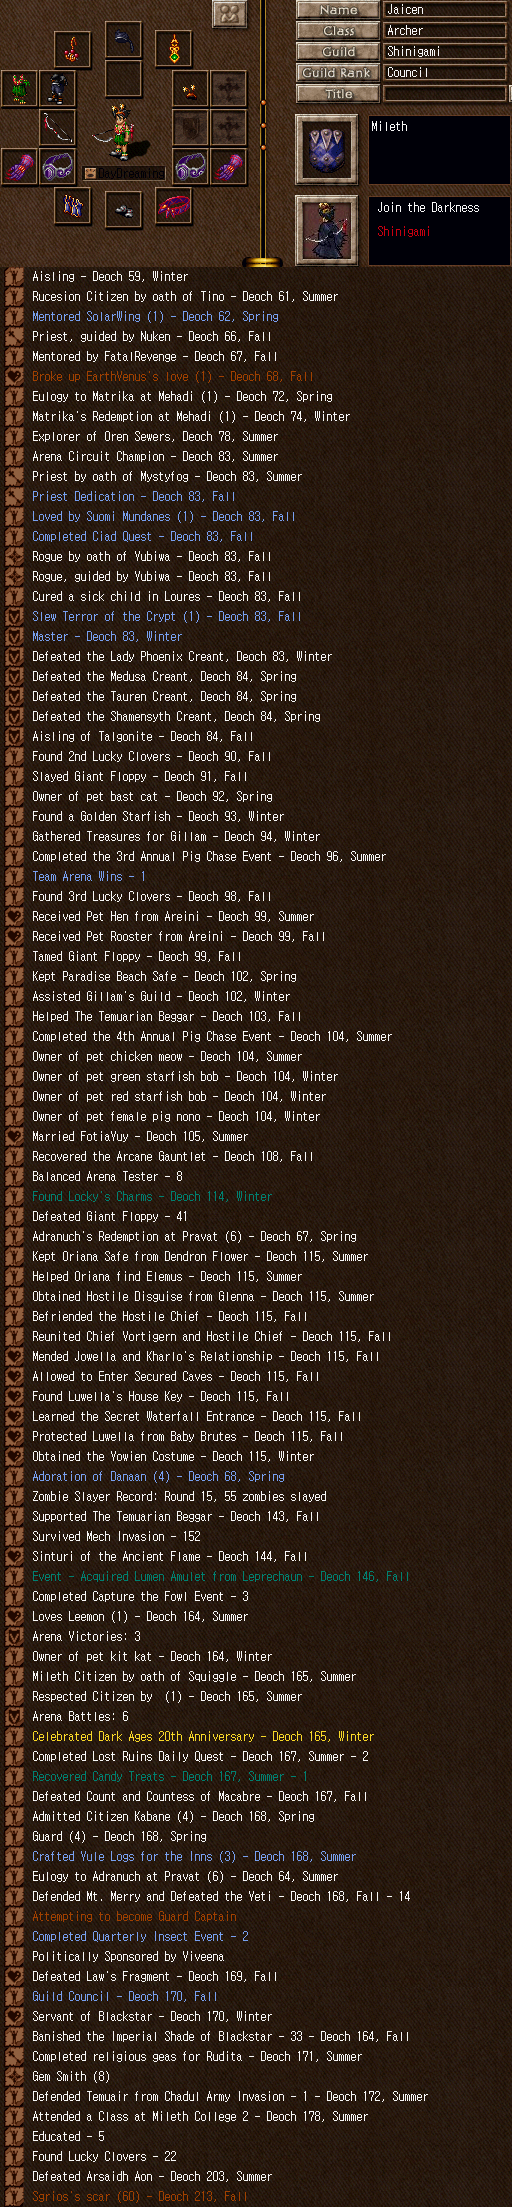 Name Jaicen
Class Archer
Guild Shinigami
Guild Rank Council
Title
Mileth
DayDreaming
Join the Darkness
Shinigami
Aisling - Deoch 59, Winter
Rucesion Citizen by oath of Tino - Deoch 61, Summer
Mentored SolarWing (1) - Deoch 62, Spring
Priest, guided by Nuken - Deoch 66, Fall
Mentored by FatalRevenge - Deoch 67, Fall
Broke up EarthVenus's love (1) - Deoch 68, Fall
Eulogy to Matrika at Mehadi (1) - Deoch 72, Spring
Matrika's Redemption at Mehadi (1) - Deoch 74, Winter
Explorer of Oren Sewers, Deoch 78, Summer
Arena Circuit Champion - Deoch 83, Summer
Priest by oath of Mystyfog - Deoch 83, Summer
Priest Dedication - Deoch 83, Fall
Loved by Suomi Mundanes (1) - Deoch 83, Fall
Completed Ciad Quest - Deoch 83, Fall
Rogue by oath of Yubiwa - Deoch 83, Fall
Rogue, guided by Yubiwa - Deoch 83, Fall
Cured a sick child in Loures - Deoch 83, Fall
Slew Terror of the Crypt (1) - Deoch 83, Fall
Master - Deoch 83, Winter
Defeated the Lady Phoenix Creant, Deoch 83, Winter
Defeated the Medusa Creant, Deoch 84, Spring
Defeated the Tauren Creant, Deoch 84, Spring
Defeated the Shamensyth Creant, Deoch 84, Spring
Aisling of Talgonite - Deoch 84, Fall
Found 2nd Lucky Clovers - Deoch 90, Fall
Slayed Giant Floppy - Deoch 91, Fall
Owner of pet bast cat - Deoch 92, Spring
Found a Golden Starfish - Deoch 93, Winter
Gathered Treasures for Gillam - Deoch 94, Winter
Completed the 3rd Annual Pig Chase Event - Deoch 96, Summer
Team Arena Wins - 1
Found 3rd Lucky Clovers - Deoch 98, Fall
Received Pet Hen from Areini - Deoch 99, Summer
Received Pet Rooster from Areini - Deoch 99, Fall
Tamed Giant Floppy - Deoch 99, Fall
Kept Paradise Beach Safe - Deoch 102, Spring
Assisted Gillam's Guild - Deoch 102, Winter
Helped The Temuarian Beggar - Deoch 103, Fall
Completed the 4th Annual Pig Chase Event - Deoch 104, Summer
Owner of pet chicken meow - Deoch 104, Summer
Owner of pet green starfish bob - Deoch 104, Winter
Owner of pet red starfish bob - Deoch 104, Winter
Owner of pet female pig nono - Deoch 104, Winter
Married FotiaVuy - Deoch 105, Summer
Recovered the Arcane Gauntlet - Deoch 108, Fall
Balanced Arena Tester - 8
Found Locky's Charms - Deoch 114, Winter
Defeated Giant Floppy - 41
Adranuch's Redemption at Pravat (6) - Deoch 67, Spring
Kept Oriana Safe from Dendron Flower - Deoch 115, Summer
Helped Oriana find Elemus - Deoch 115, Summer
Obtained Hostile Disguise from Glenna - Deoch 115, Summer
Befriended the Hostile Chief - Deoch 115, Fall
Reunited Chief Vortigern and Hostile Chief - Deoch 115, Fall
Mended Jowella and Kharlo's Relationship - Deoch 115, Fall
Allowed to Enter Secured Caves - Deoch 115, Fall
Found Luwella's House Key - Deoch 115, Fall
Learned the Secret Waterfall Entrance - Deoch 115, Fall
Protected Luwella from Baby Brutes - Deoch 115, Fall
Obtained the Yowien Costume - Deoch 115, Winter
Adoration of Danaan (4) - Deoch 68, Spring
Zombie Slayer Record: Round 15, 55 zombies slayed
Supported The Temuarian Beggar - Deoch 143, Fall
Survived Mech Invasion - 152
Sinturi of the Ancient Flame - Deoch 144, Fall
Event - Acquired Lumen Amulet from Leprechaun - Deoch 146, Fall
Completed Capture the Fowl Event - 3
Loves Leemon (1) - Deoch 164, Summer
Arena Victories: 3
Owner of pet kit kat - Deoch 164, Winter
Mileth Citizen by oath of Squiggle - Deoch 165, Summer
Respected Citizen by  (1) - Deoch 165, Summer
Arena Battles: 6
Celebrated Dark Ages 20th Anniversary - Deoch 165, Winter
Completed Lost Ruins Daily Quest - Deoch 167, Summer - 2
Recovered Candy Treats - Deoch 167, Summer - 1
Defeated Count and Countess of Macabre - Deoch 167, Fall
Admitted Citizen Kabane (4) - Deoch 168, Spring
Guard (4) - Deoch 168, Spring
Crafted Yule Logs for the Inns (3) - Deoch 168, Summer
Eulogy to Adranuch at Pravat (6) - Deoch 64, Summer
Defended Mt. Merry and Defeated the Yeti - Deoch 168, Fall - 14
Attempting to become Guard Captain
Completed Quarterly Insect Event - 2
Politically Sponsored by Viveena
Defeated Law's Fragment - Deoch 169, Fall
Guild Council - Deoch 170, Fall
Servant of Blackstar - Deoch 170, Winter
Banished the Imperial Shade of Blackstar - 33 - Deoch 164, Fall
Completed religious geas for Rudita - Deoch 171, Summer
Gem Smith (8)
Defended Temuair from Chadul Army Invasion - 1 - Deoch 172, Summer
Attended a Class at Mileth College 2 - Deoch 178, Summer
Educated - 5
Found Lucky Clovers - 22
Defeated Arsaidh Aon - Deoch 203, Summer
Sgrios's scar (60) - Deoch 213, Fall